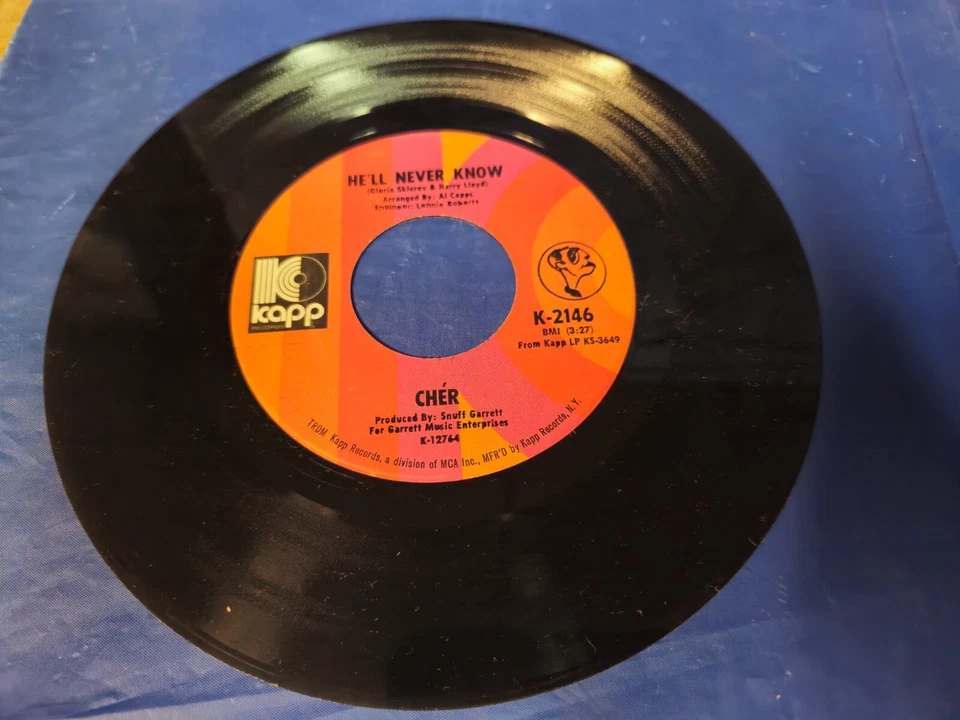 HE'LL NEVER KNOW
(Gloria Sklerov & Harry Lloyd)
Arranged By: Al Capps
Engineer: Lennie Roberts
kapp
K-2146
BMI (3:27)
From Kapp LP KS-3649
CHÉR
Produced By: Snuff Garrett
For Garrett Music Enterprises
K-12764
TRDM Kapp Records, a division of MCA Inc., MFR'D by Kapp Records, N.Y.